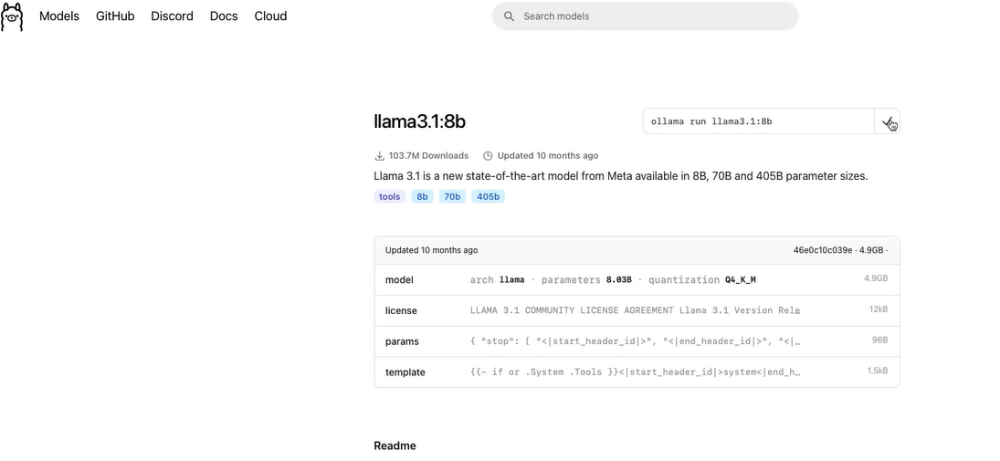 Models GitHub Discord Docs Cloud Search models
llama3.1:8b ollama run llama3.1:8b
103.7M Downloads Updated 10 months ago
Llama 3.1 is a new state-of-the-art model from Meta available in 8B, 70B and 405B parameter sizes.
tools 8b 70b 405b
Updated 10 months ago 46e0c10c039e · 4.9GB ·
model arch llama · parameters 8.03B · quantization Q4_K_M 4.9GB
license LLAMA 3.1 COMMUNITY LICENSE AGREEMENT Llama 3.1 Version Rele… 12kB
params { "stop": [ "<|start_header_id|>", "<|end_header_id|>", "<|… 96B
template {{- if or .System .Tools }}<|start_header_id|>system<|end_h… 1.5kB
Readme